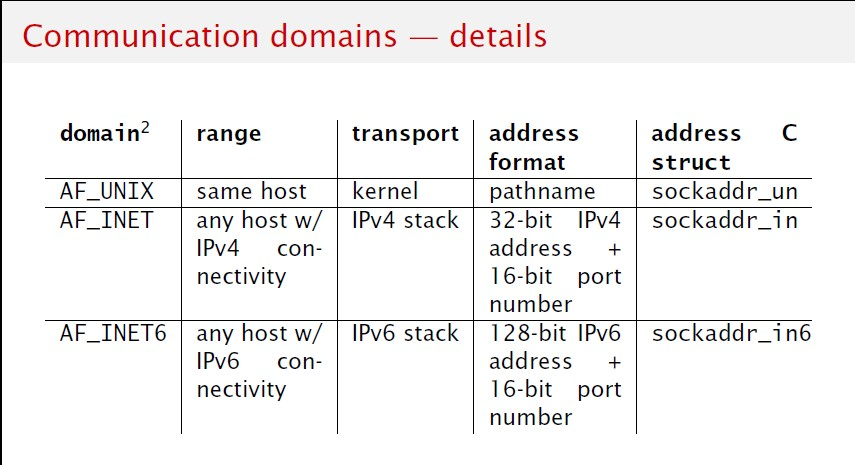 Communication domains — details
domain2 range transport address address C
format struct
AF_UNIX same host kernel pathname sockaddr_un
AF_INET any host w/ IPv4 stack 32-bit IPv4 sockaddr_in
IPv4 con- address +
nectivity 16-bit port
number
AF_INET6 any host w/ IPv6 stack 128-bit IPv6 sockaddr_in6
IPv6 con- address +
nectivity 16-bit port
number